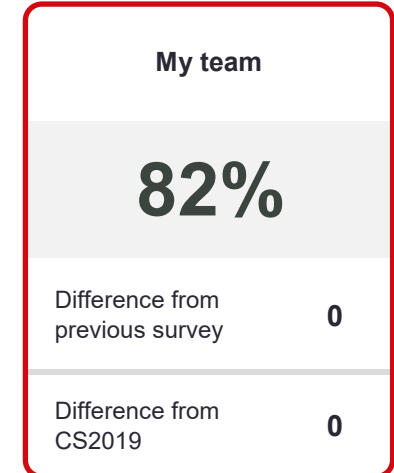 My team
82%
Difference from
previous survey
0
Difference from
CS2019
0